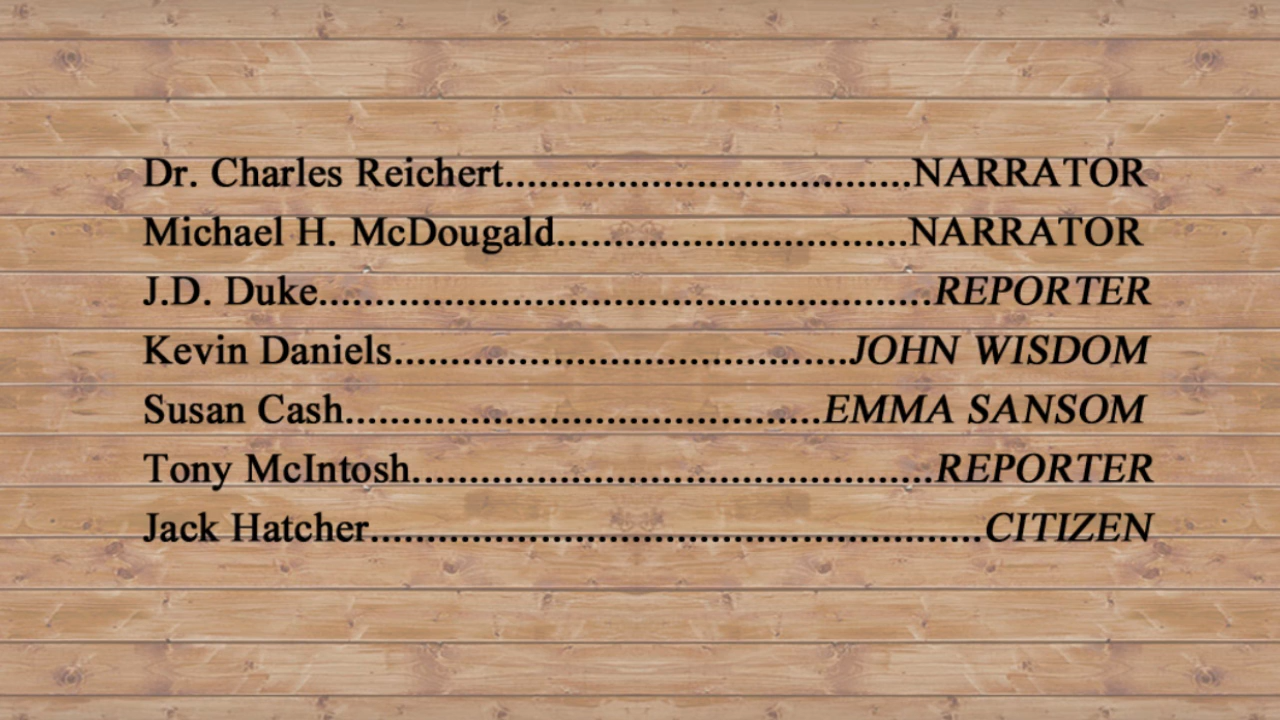 Dr. Charles Reichert....................................NARRATOR
Michael H. McDougald...............................NARRATOR
J.D. Duke......................................................REPORTER
Kevin Daniels.........................................JOHN WISDOM
Susan Cash..........................................EMMA SANSOM
Tony McIntosh..............................................REPORTER
Jack Hatcher......................................................CITIZEN